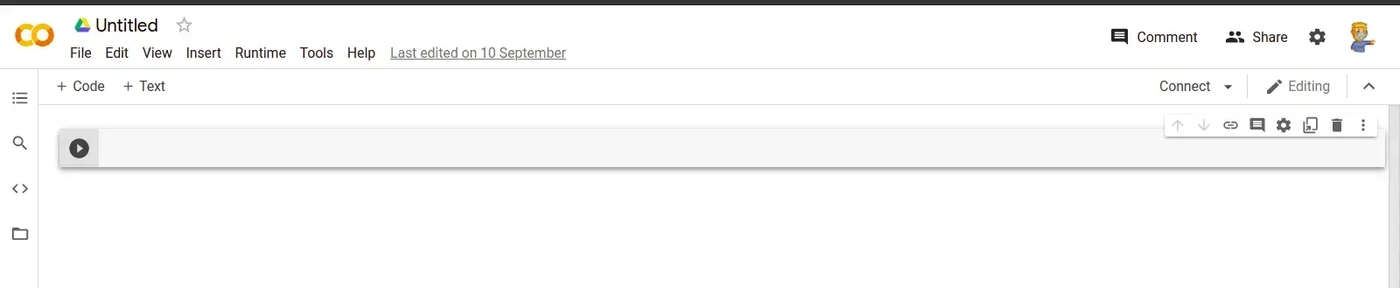 Untitled
File Edit View Insert Runtime Tools Help Last edited on 10 September
Comment Share
+ Code + Text
Connect Editing